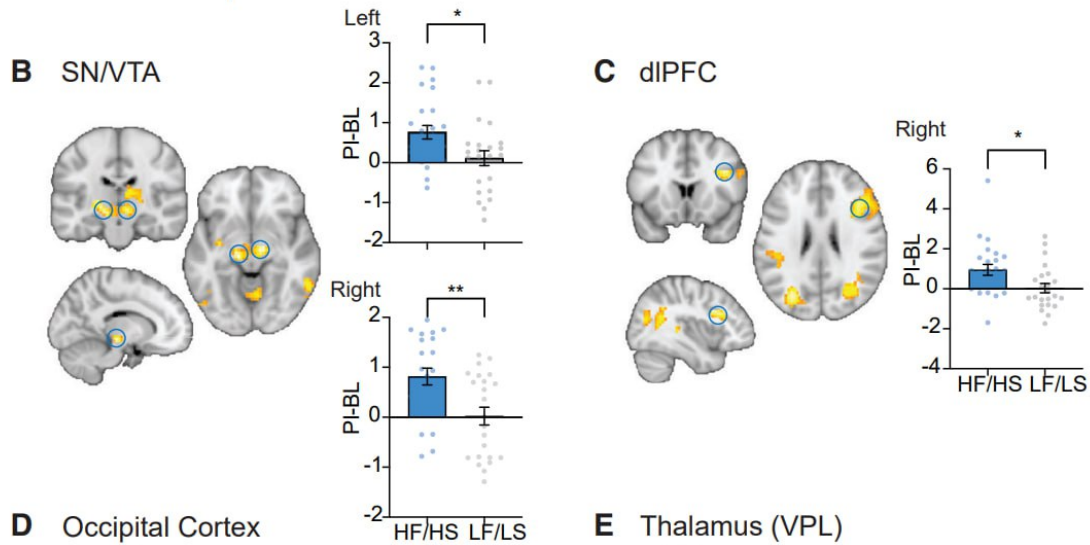 B SN/VTA
Left
*
3
2
1
0
-1
-2
PI-BL
Right
**
2
1
0
-1
-2
PI-BL
HF/HS LF/LS
C dlPFC
Right
*
6
4
2
0
-2
-4
PI-BL
HF/HS LF/LS
D Occipital Cortex
E Thalamus (VPL)